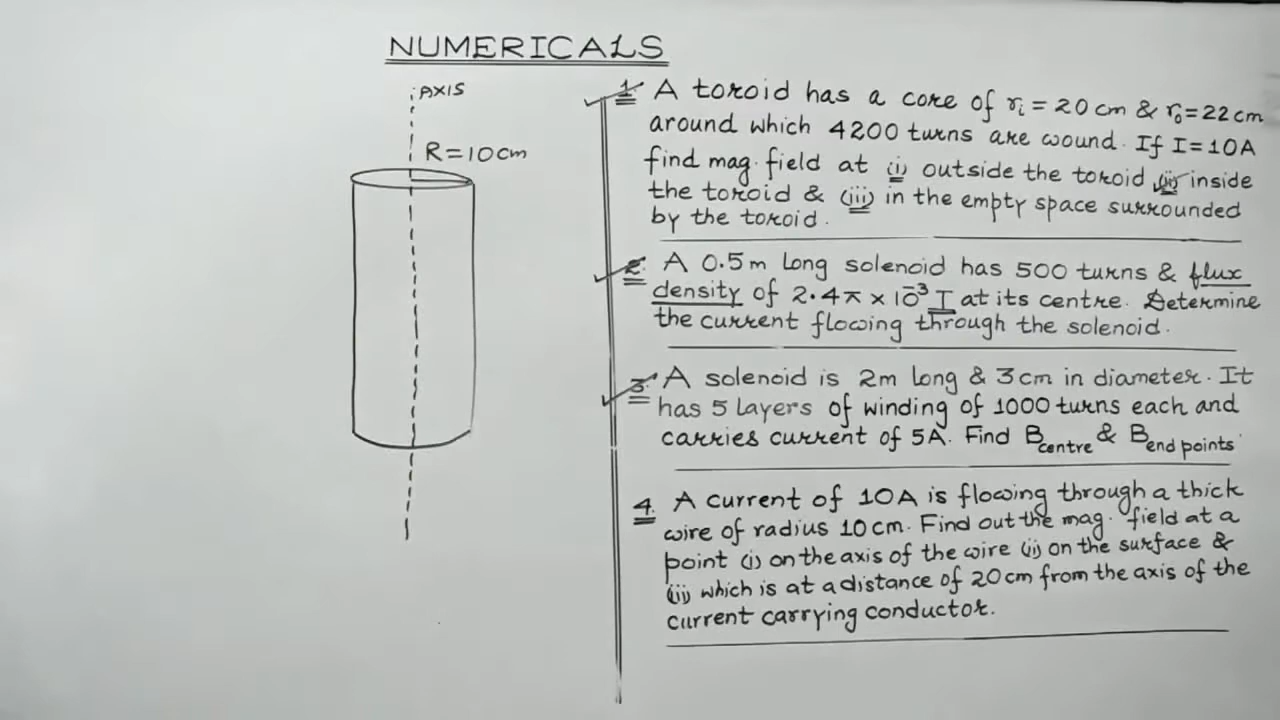 NUMERICALS
AXIS
R = 10cm
1. A toroid has a core of ri = 20 cm & r0 = 22 cm
around which 4200 turns are wound. If I = 10A
find mag. field at (i) outside the toroid (ii) inside
the toroid & (iii) in the empty space surrounded
by the toroid.
2. A 0.5m long solenoid has 500 turns & flux
density of 2.4π × 10⁻³ T at its centre. Determine
the current flowing through the solenoid.
3. A solenoid is 2m long & 3cm in diameter. It
has 5 layers of winding of 1000 turns each and
carries current of 5A. Find Bcentre & Bend points.
4. A current of 10A is flowing through a thick
wire of radius 10cm. Find out the mag. field at a
point (i) on the axis of the wire (ii) on the surface &
(iii) which is at a distance of 20cm from the axis of the
current carrying conductor.